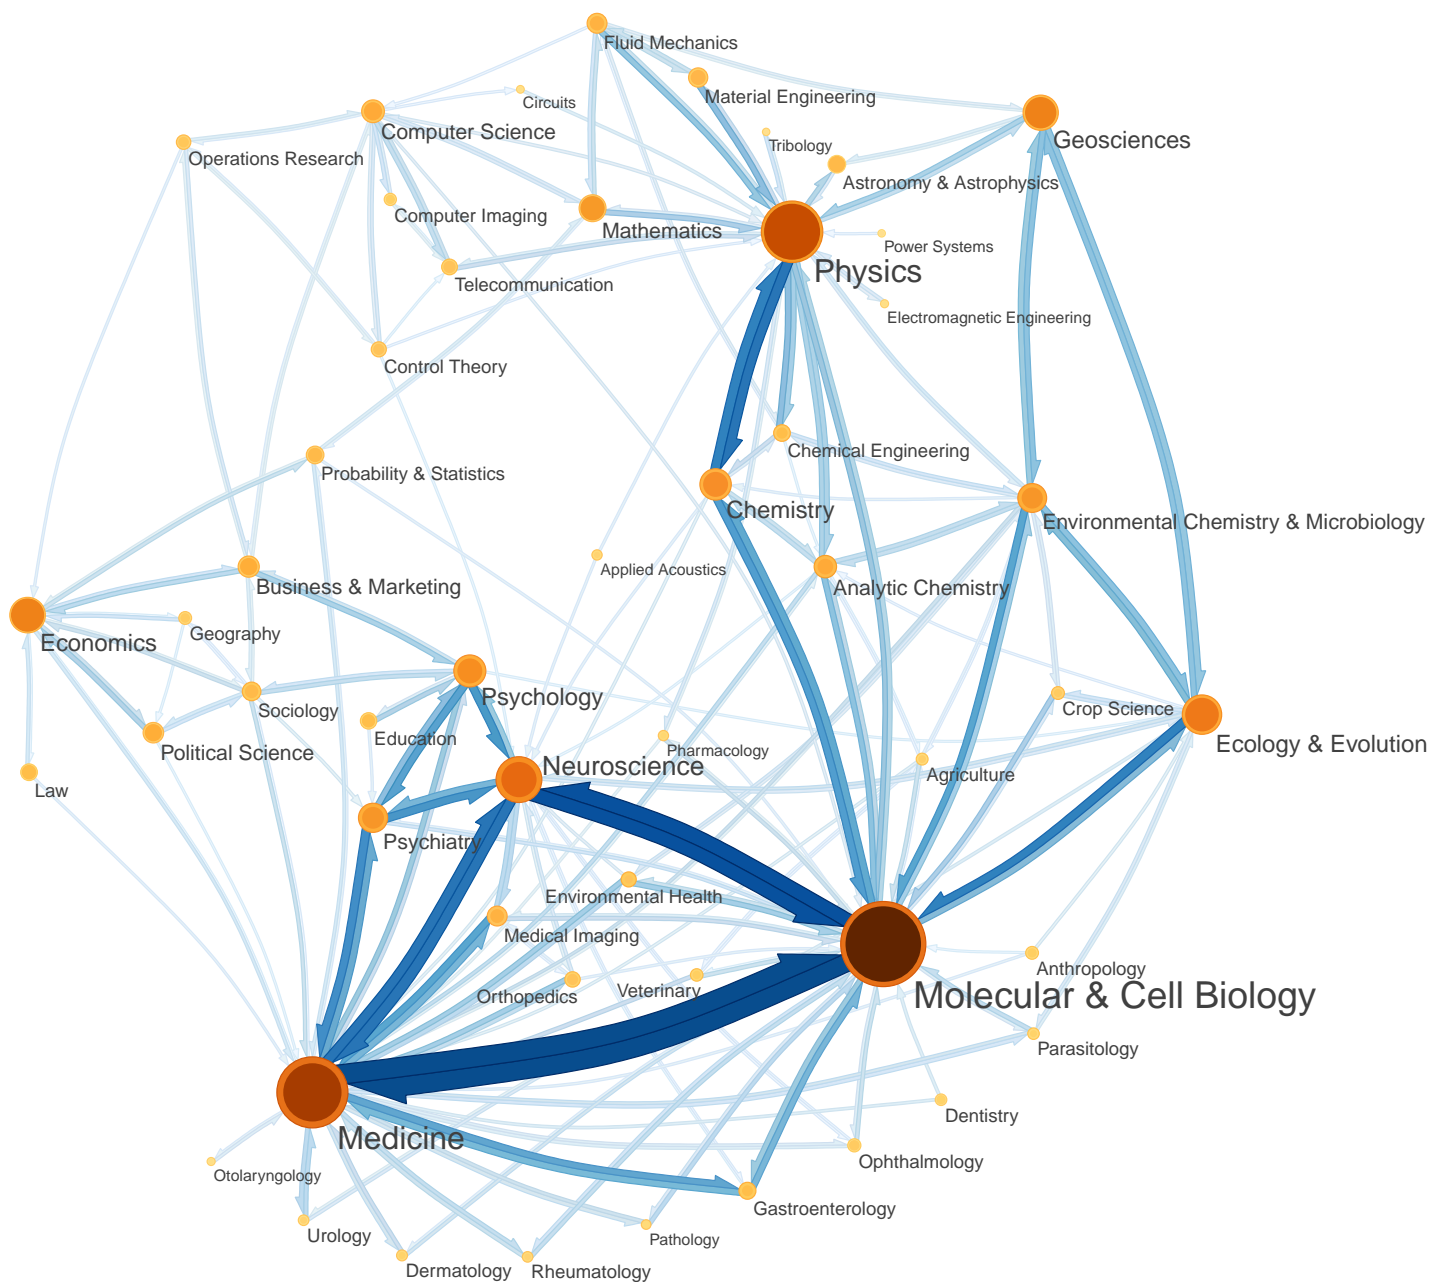 Fluid Mechanics
Material Engineering
Circuits
Computer Science
Geosciences
Operations Research
Tribology
Astronomy & Astrophysics
Computer Imaging
Mathematics
Power Systems
Physics
Telecommunication
Electromagnetic Engineering
Control Theory
Chemical Engineering
Probability & Statistics
Chemistry
Environmental Chemistry & Microbiology
Applied Acoustics
Business & Marketing
Analytic Chemistry
Geography
Economics
Psychology
Sociology
Crop Science
Education
Political Science
Pharmacology
Ecology & Evolution
Neuroscience
Agriculture
Law
Psychiatry
Environmental Health
Medical Imaging
Anthropology
Orthopedics
Veterinary
Molecular & Cell Biology
Parasitology
Dentistry
Medicine
Ophthalmology
Otolaryngology
Gastroenterology
Urology
Pathology
Dermatology
Rheumatology